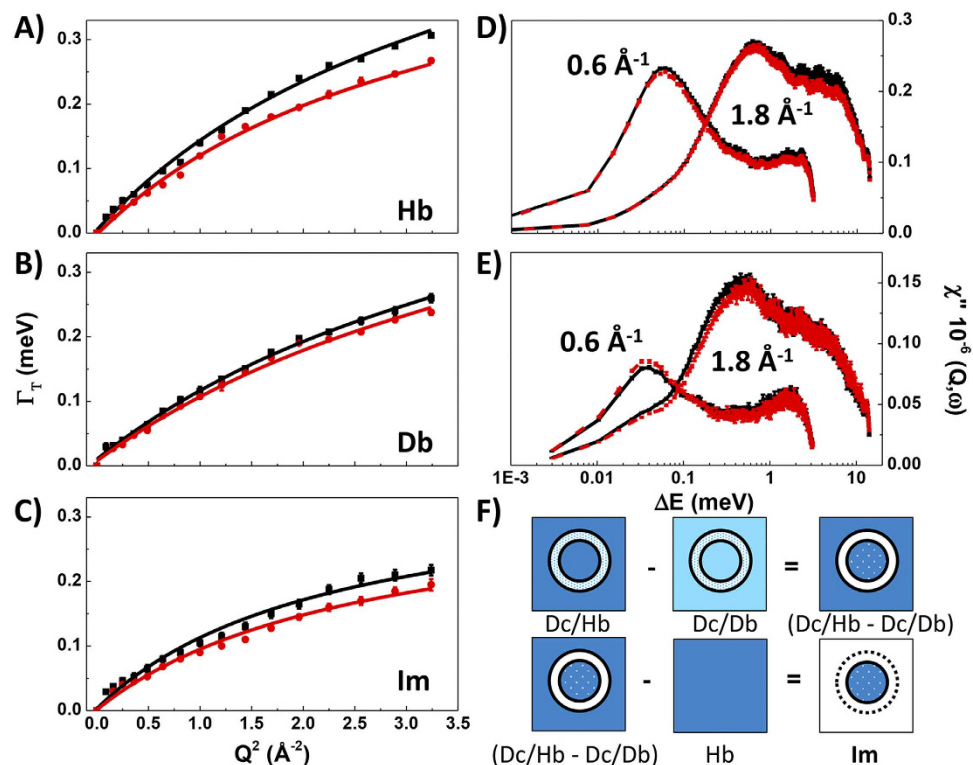 A)
0.3
0.2
0.1
0.0
Hb
B)
0.3
0.2
0.1
0.0
Db
Γ_T (meV)
C)
0.3
0.2
0.1
0.0
Im
0.0 0.5 1.0 1.5 2.0 2.5 3.0 3.5
Q² (Å⁻²)
D)
0.6 Å⁻¹
1.8 Å⁻¹
0.3
0.2
0.1
0.0
E)
0.6 Å⁻¹
1.8 Å⁻¹
0.15
0.10
0.05
0.00
χ'' 10⁻⁶ (Q,ω)
1E-3 0.01 0.1 1 10
ΔE (meV)
F)
- =
Dc/Hb Dc/Db (Dc/Hb - Dc/Db)
- =
(Dc/Hb - Dc/Db) Hb Im